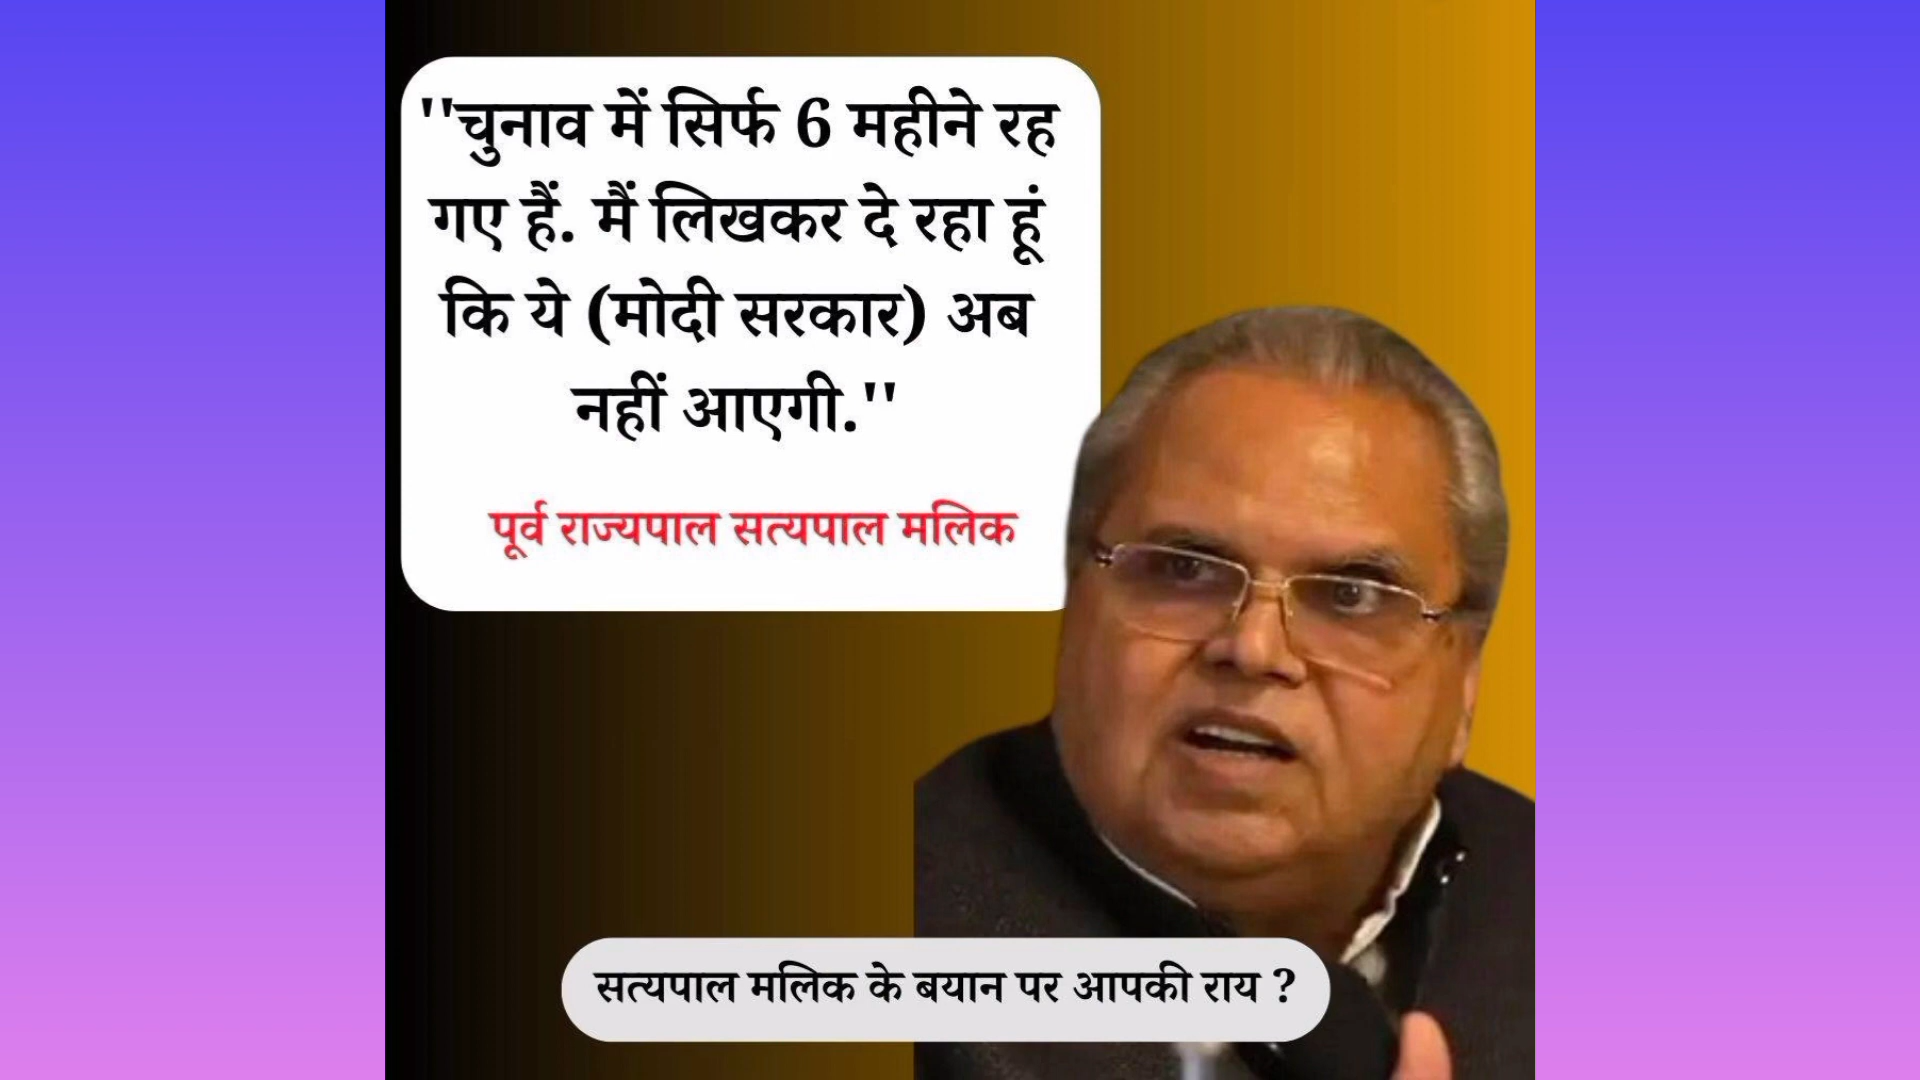 ''चुनाव में सिर्फ 6 महीने रह
गए हैं. मैं लिखकर दे रहा हूं
कि ये (मोदी सरकार) अब
नहीं आएगी.''
पूर्व राज्यपाल सत्यपाल मलिक
सत्यपाल मलिक के बयान पर आपकी राय ?